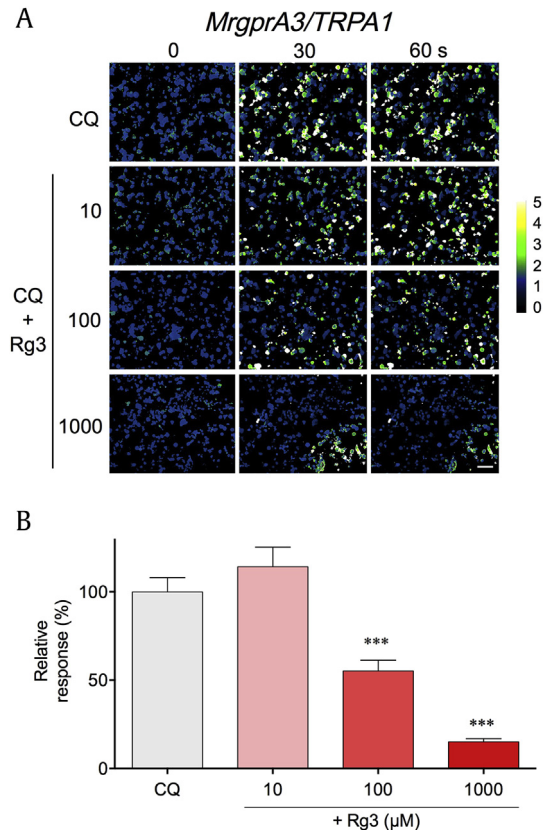 A
MrgprA3/TRPA1
0 30 60 s
CQ
10
CQ
+
Rg3
100
1000
5
4
3
2
1
0
B
Relative
response (%)
100
50
0
***
***
CQ 10 100 1000
+ Rg3 (µM)